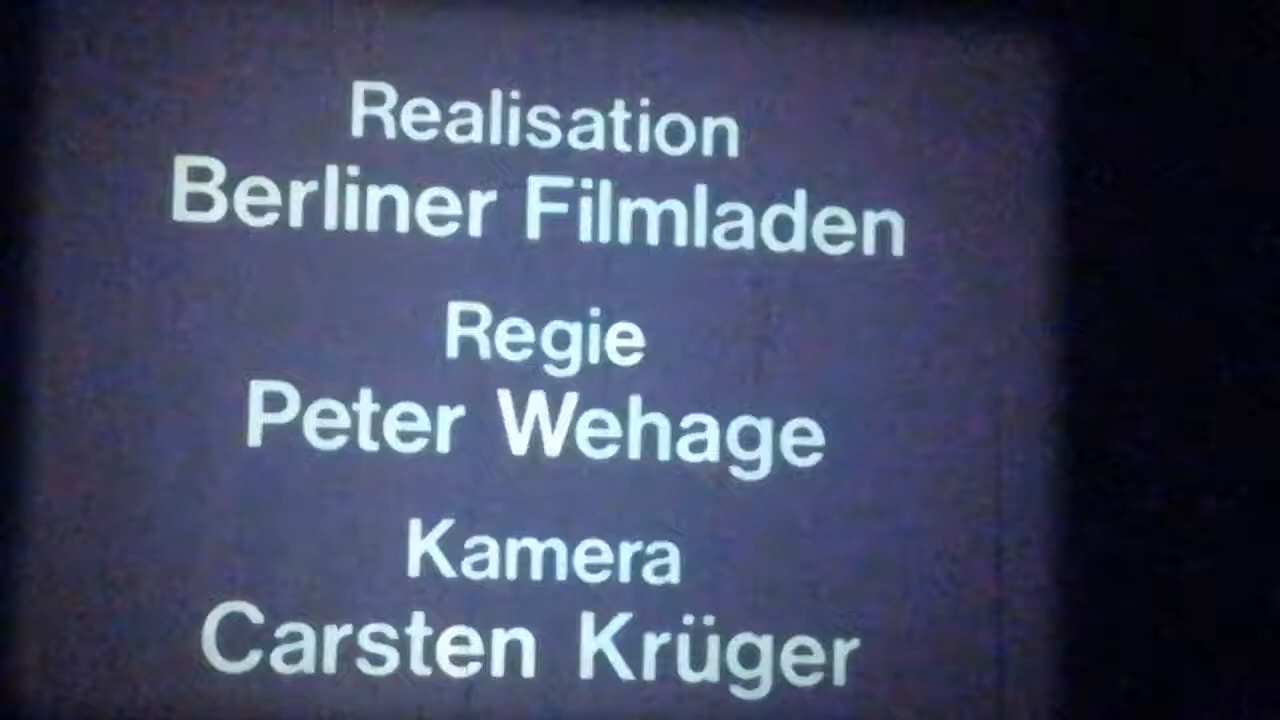 Realisation
Berliner Filmladen
Regie
Peter Wehage
Kamera
Carsten Krüger